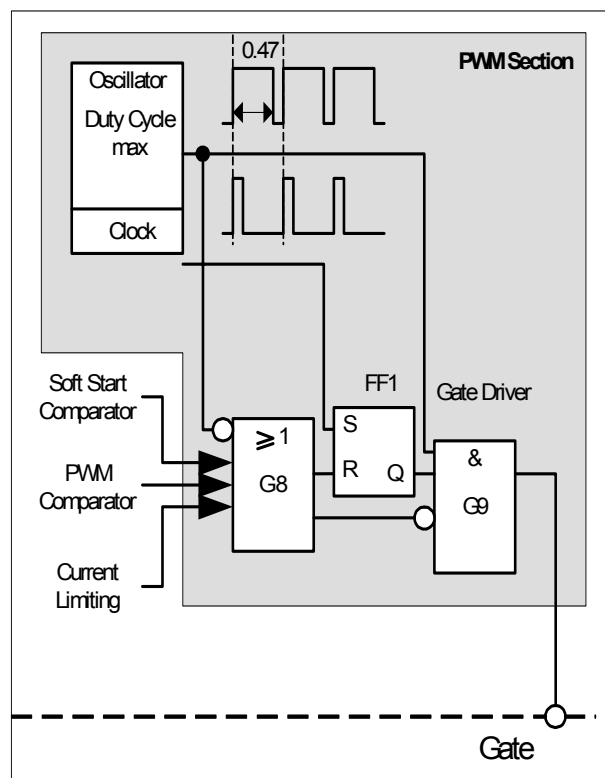 0.47
PWM Section
Oscillator
Duty Cycle
max
Clock
Soft Start
Comparator
PWM
Comparator
Current
Limiting
FF1
Gate Driver
≥1
G8
S
R
Q
&
G9
Gate